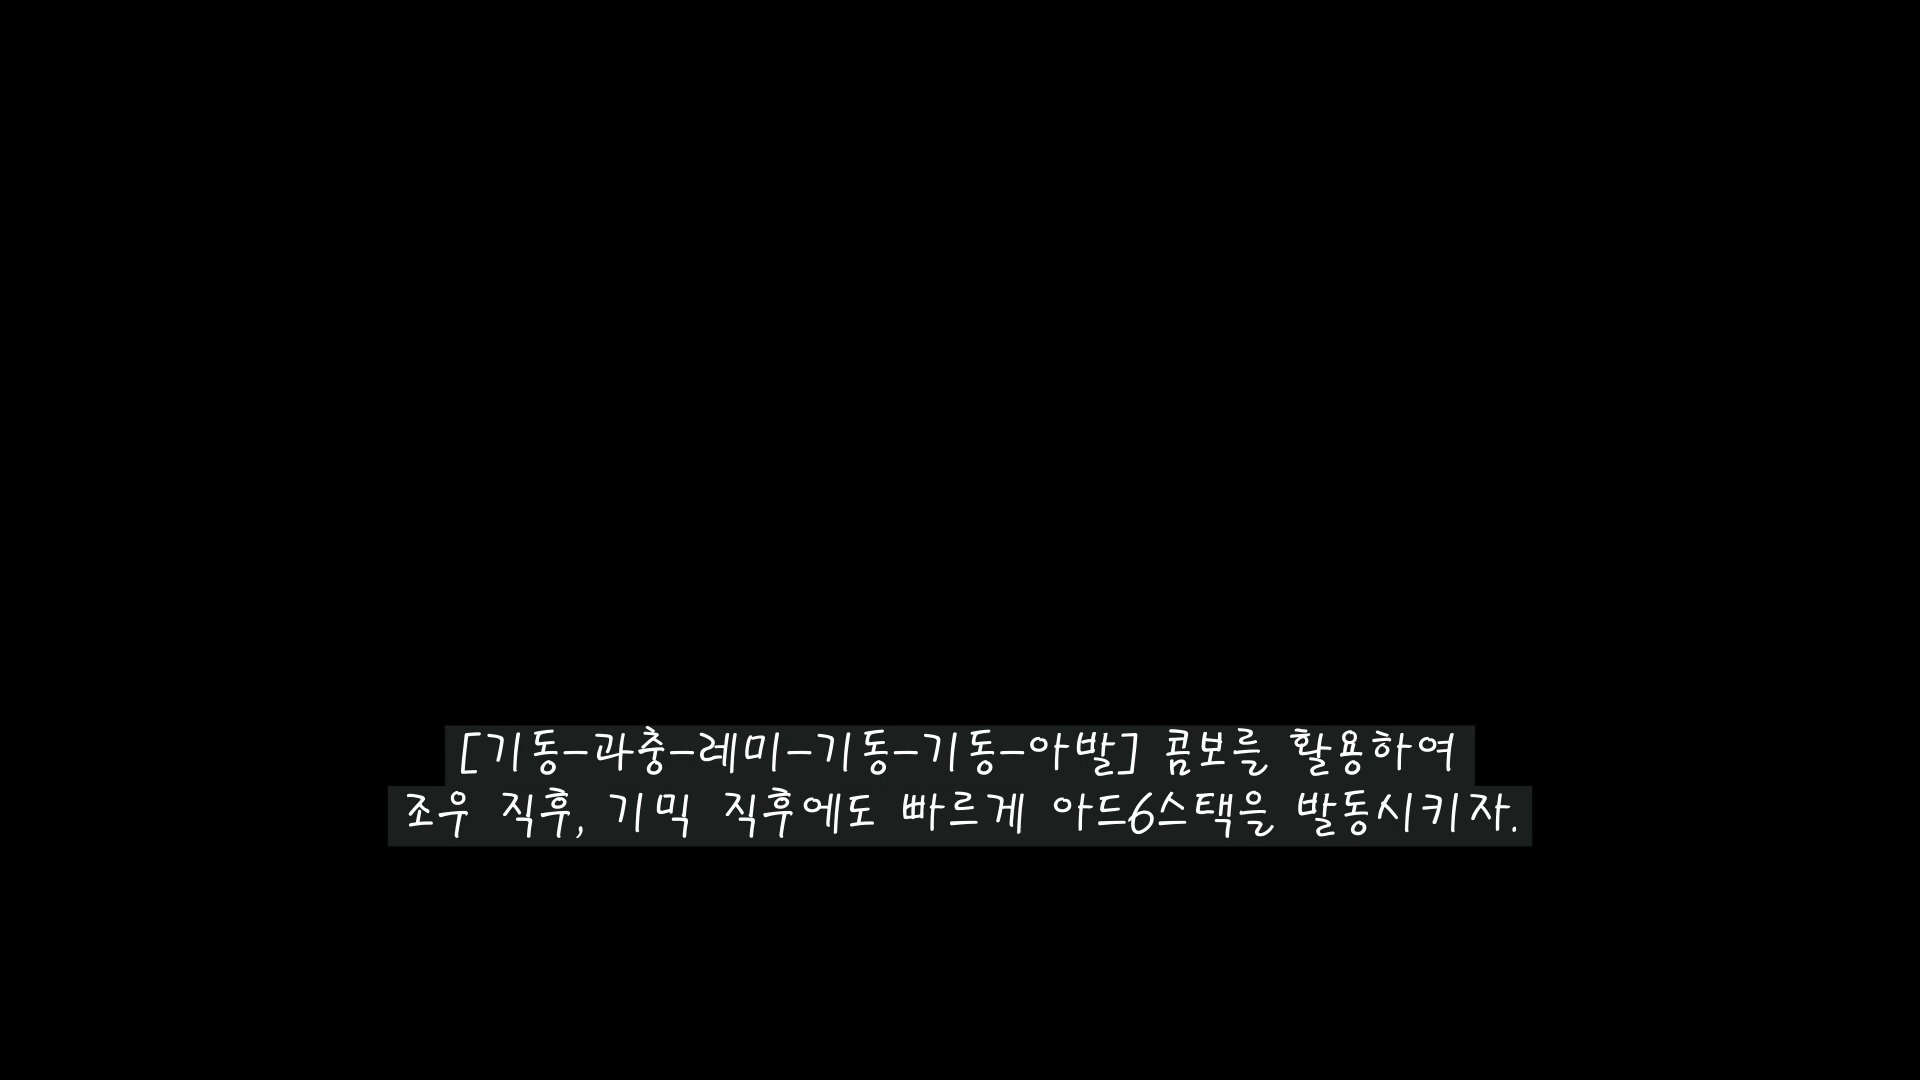 [기동-과충-레미-기동-기동-아발] 콤보를 활용하여
조우 직후, 기믹 직후에도 빠르게 아드6스택을 발동시키자.